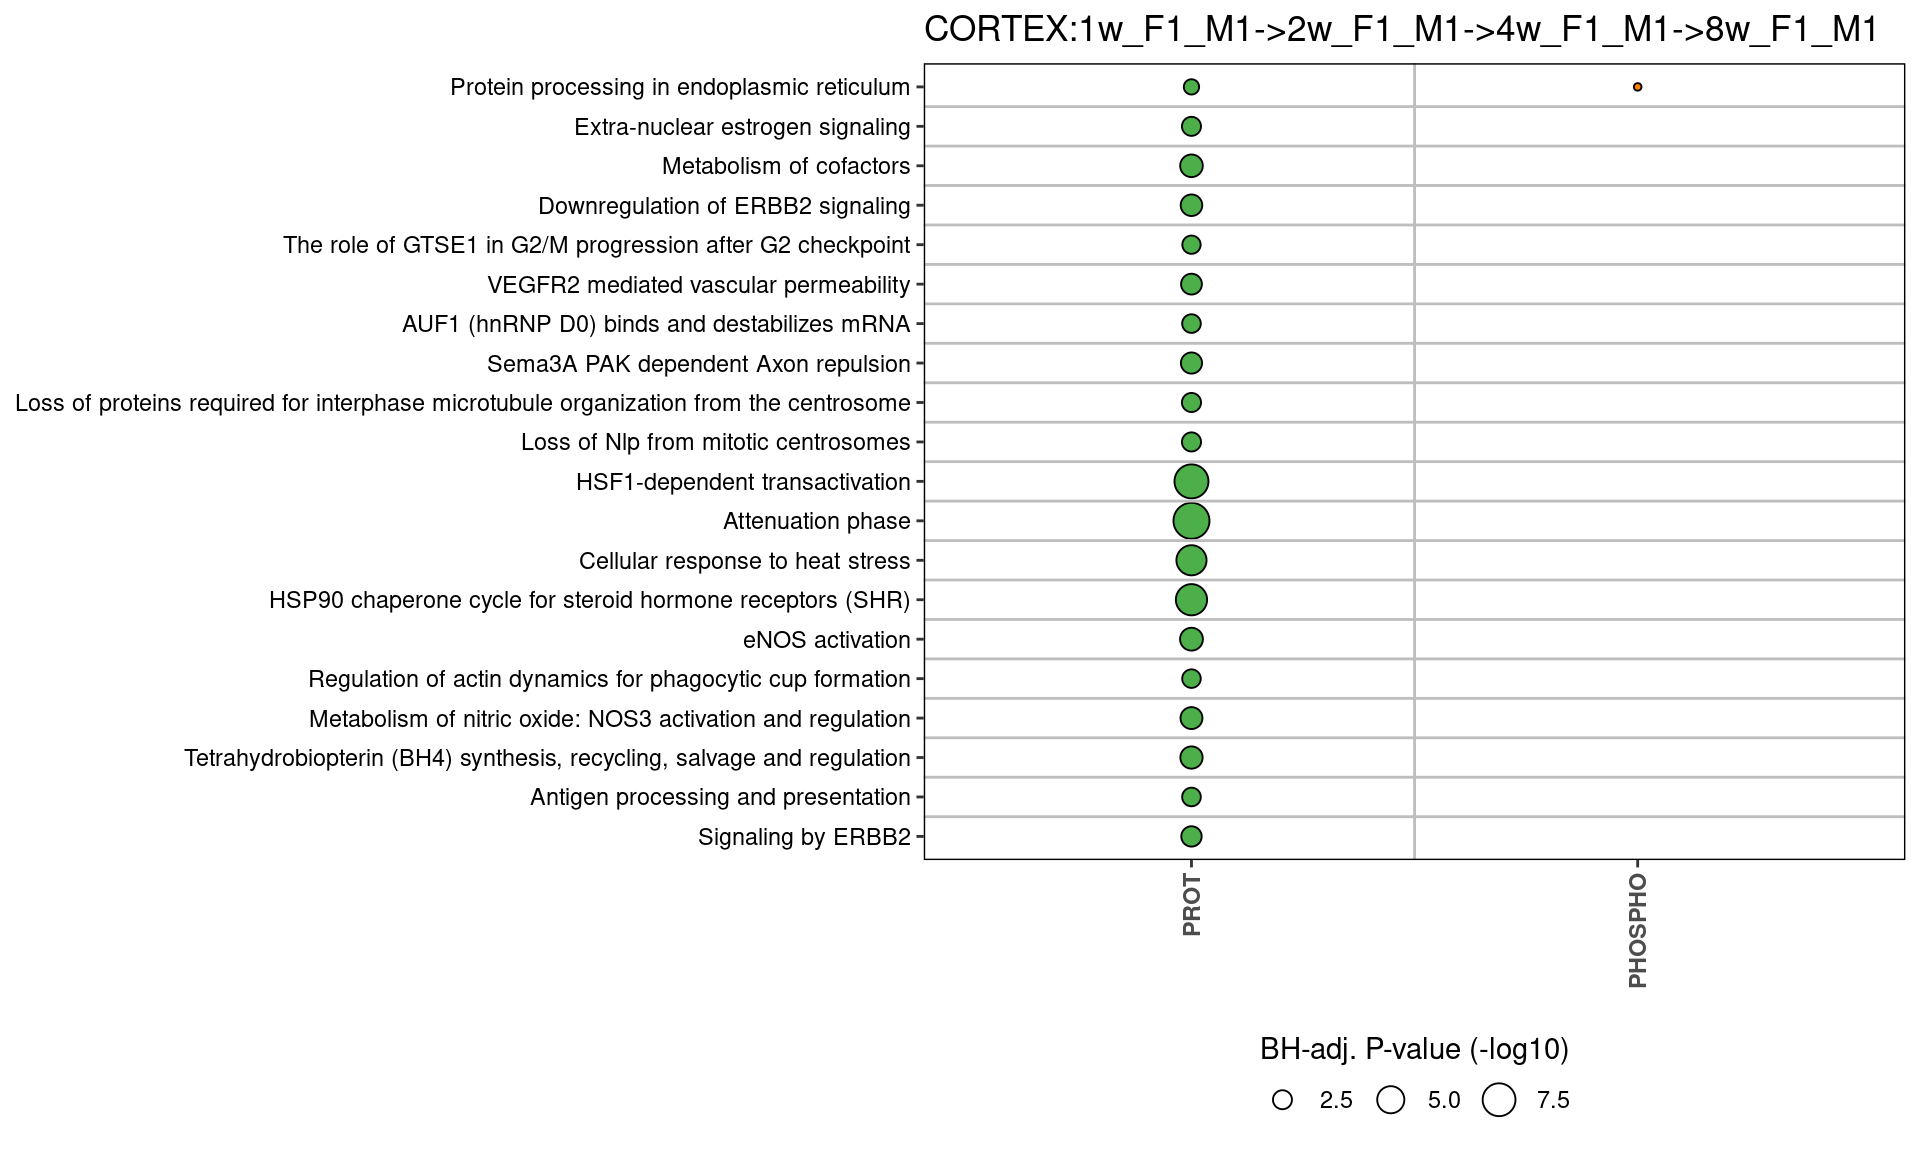 CORTEX:1w_F1_M1->2w_F1_M1->4w_F1_M1->8w_F1_M1
Protein processing in endoplasmic reticulum
Extra-nuclear estrogen signaling
Metabolism of cofactors
Downregulation of ERBB2 signaling
The role of GTSE1 in G2/M progression after G2 checkpoint
VEGFR2 mediated vascular permeability
AUF1 (hnRNP D0) binds and destabilizes mRNA
Sema3A PAK dependent Axon repulsion
Loss of proteins required for interphase microtubule organization from the centrosome
Loss of Nlp from mitotic centrosomes
HSF1-dependent transactivation
Attenuation phase
Cellular response to heat stress
HSP90 chaperone cycle for steroid hormone receptors (SHR)
eNOS activation
Regulation of actin dynamics for phagocytic cup formation
Metabolism of nitric oxide: NOS3 activation and regulation
Tetrahydrobiopterin (BH4) synthesis, recycling, salvage and regulation
Antigen processing and presentation
Signaling by ERBB2
PROT
PHOSPHO
BH-adj. P-value (-log10)
2.5 5.0 7.5